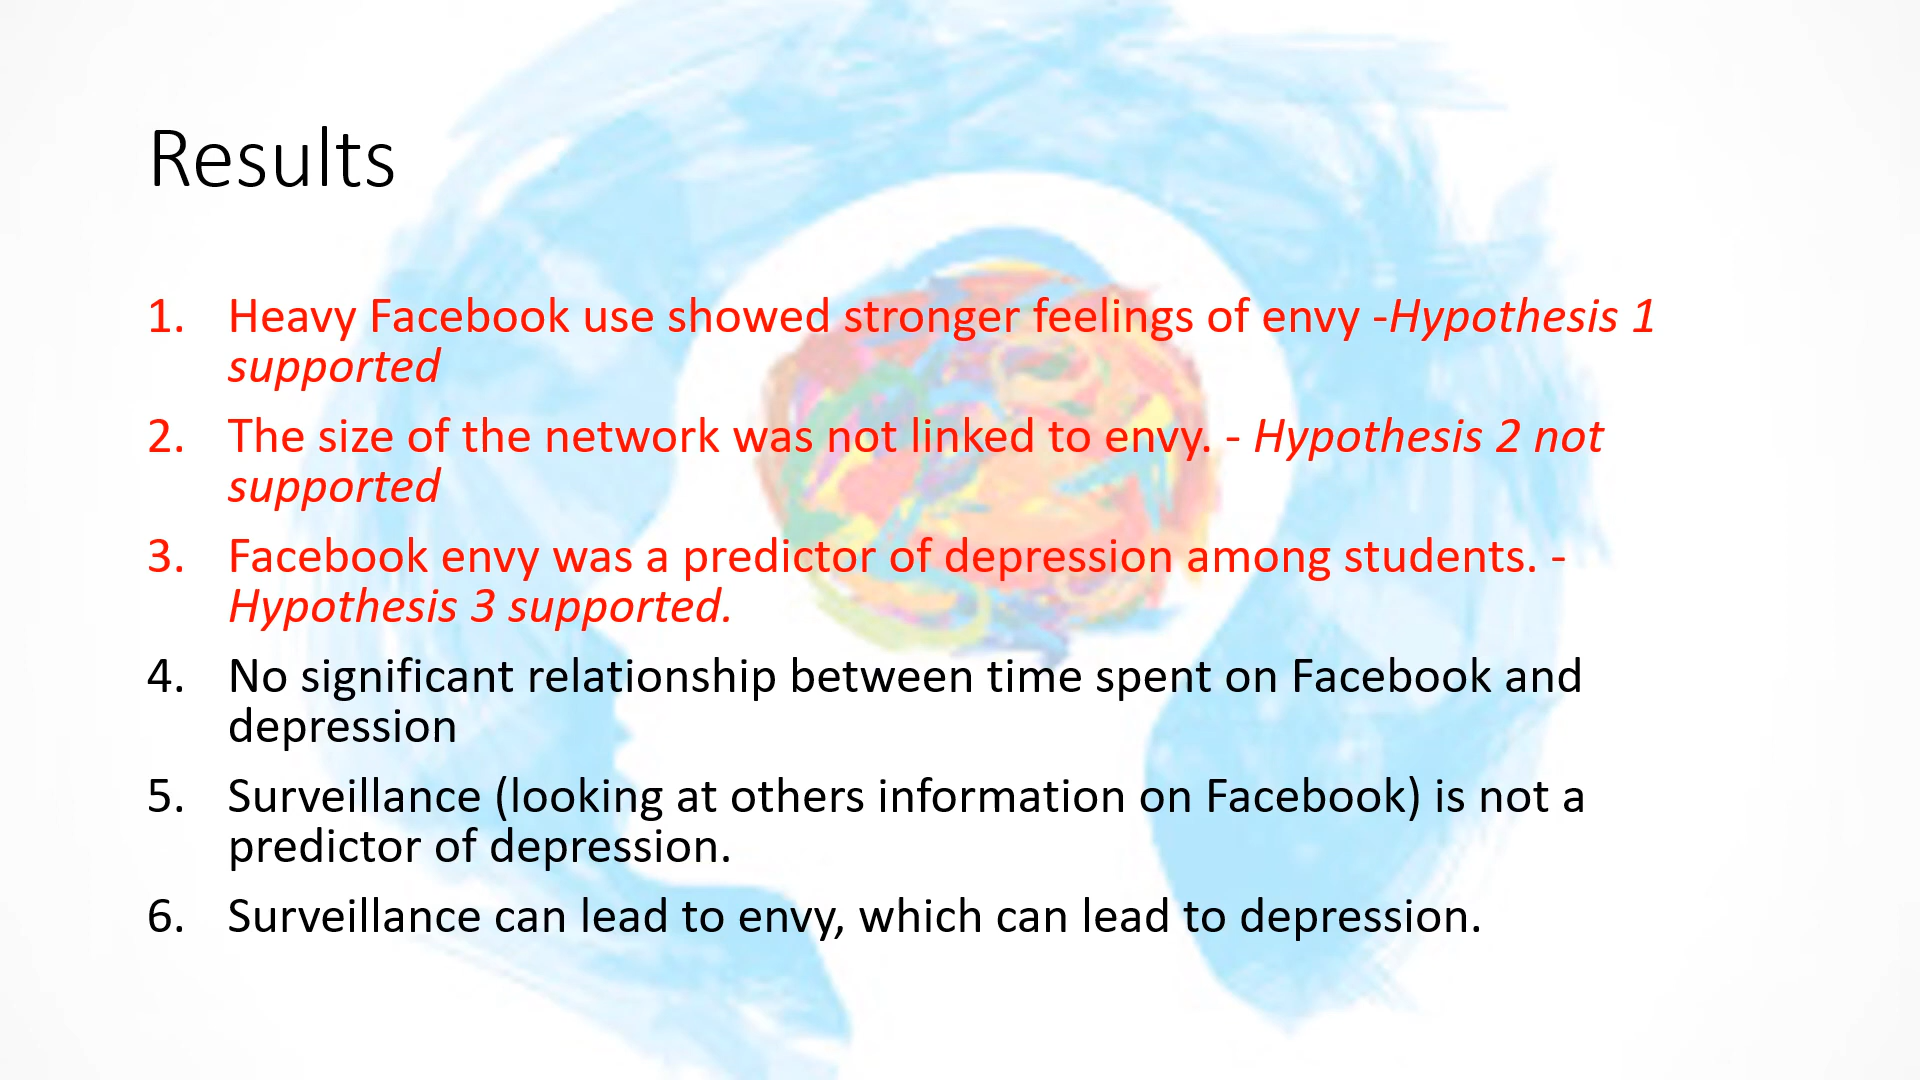 Results
1. Heavy Facebook use showed stronger feelings of envy -Hypothesis 1
supported
2. The size of the network was not linked to envy. - Hypothesis 2 not
supported
3. Facebook envy was a predictor of depression among students. -
Hypothesis 3 supported.
4. No significant relationship between time spent on Facebook and
depression
5. Surveillance (looking at others information on Facebook) is not a
predictor of depression.
6. Surveillance can lead to envy, which can lead to depression.